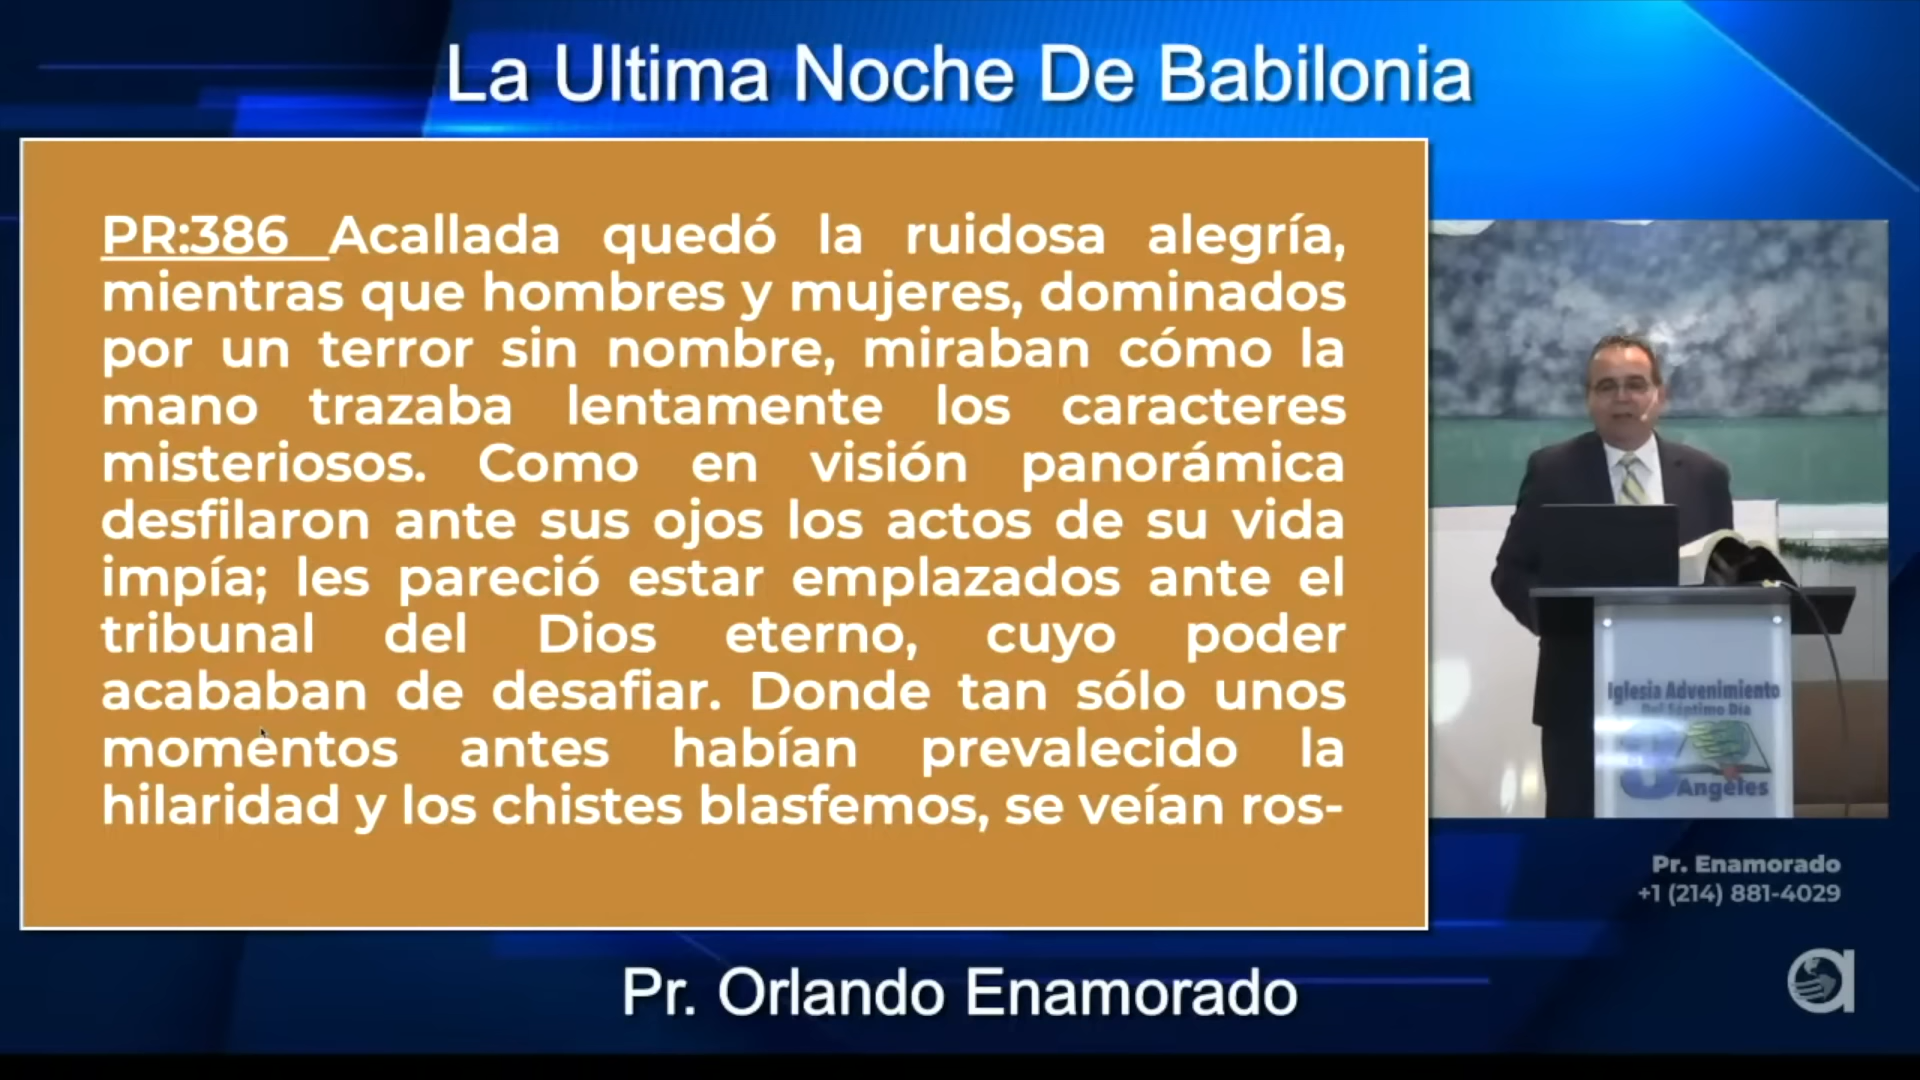 La Ultima Noche De Babilonia
PR:386 Acallada quedó la ruidosa alegría,
mientras que hombres y mujeres, dominados
por un terror sin nombre, miraban cómo la
mano trazaba lentamente los caracteres
misteriosos. Como en visión panorámica
desfilaron ante sus ojos los actos de su vida
impía; les pareció estar emplazados ante el
tribunal del Dios eterno, cuyo poder
acababan de desafiar. Donde tan sólo unos
momentos antes habían prevalecido la
hilaridad y los chistes blasfemos, se veían ros-
Iglesia Advenimiento
Del Séptimo Día
3
Angeles
Pr. Enamorado
+1 (214) 881-4029
Pr. Orlando Enamorado